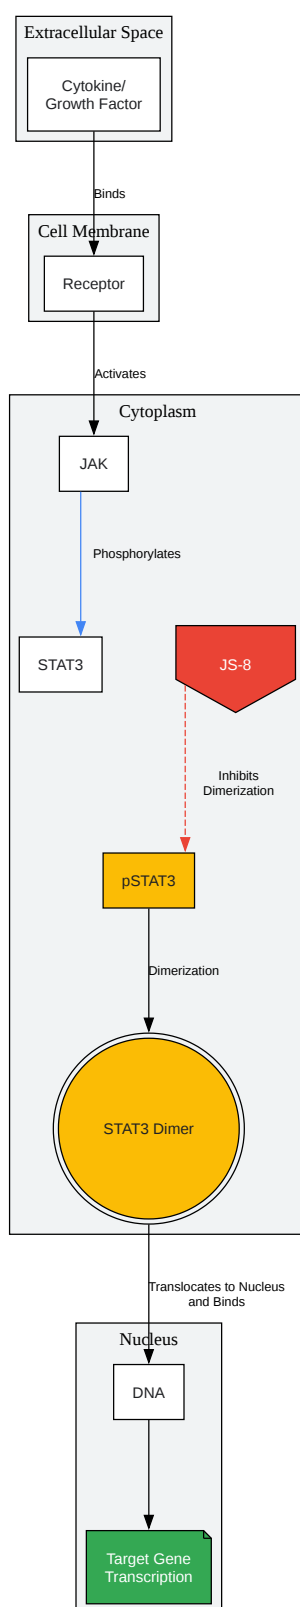 Extracellular Space
Cytokine/
Growth Factor
Binds
Cell Membrane
Receptor
Activates
Cytoplasm
JAK
Phosphorylates
STAT3
JS-8
Inhibits
Dimerization
pSTAT3
Dimerization
STAT3 Dimer
Translocates to Nucleus
and Binds
Nucleus
DNA
Target Gene
Transcription